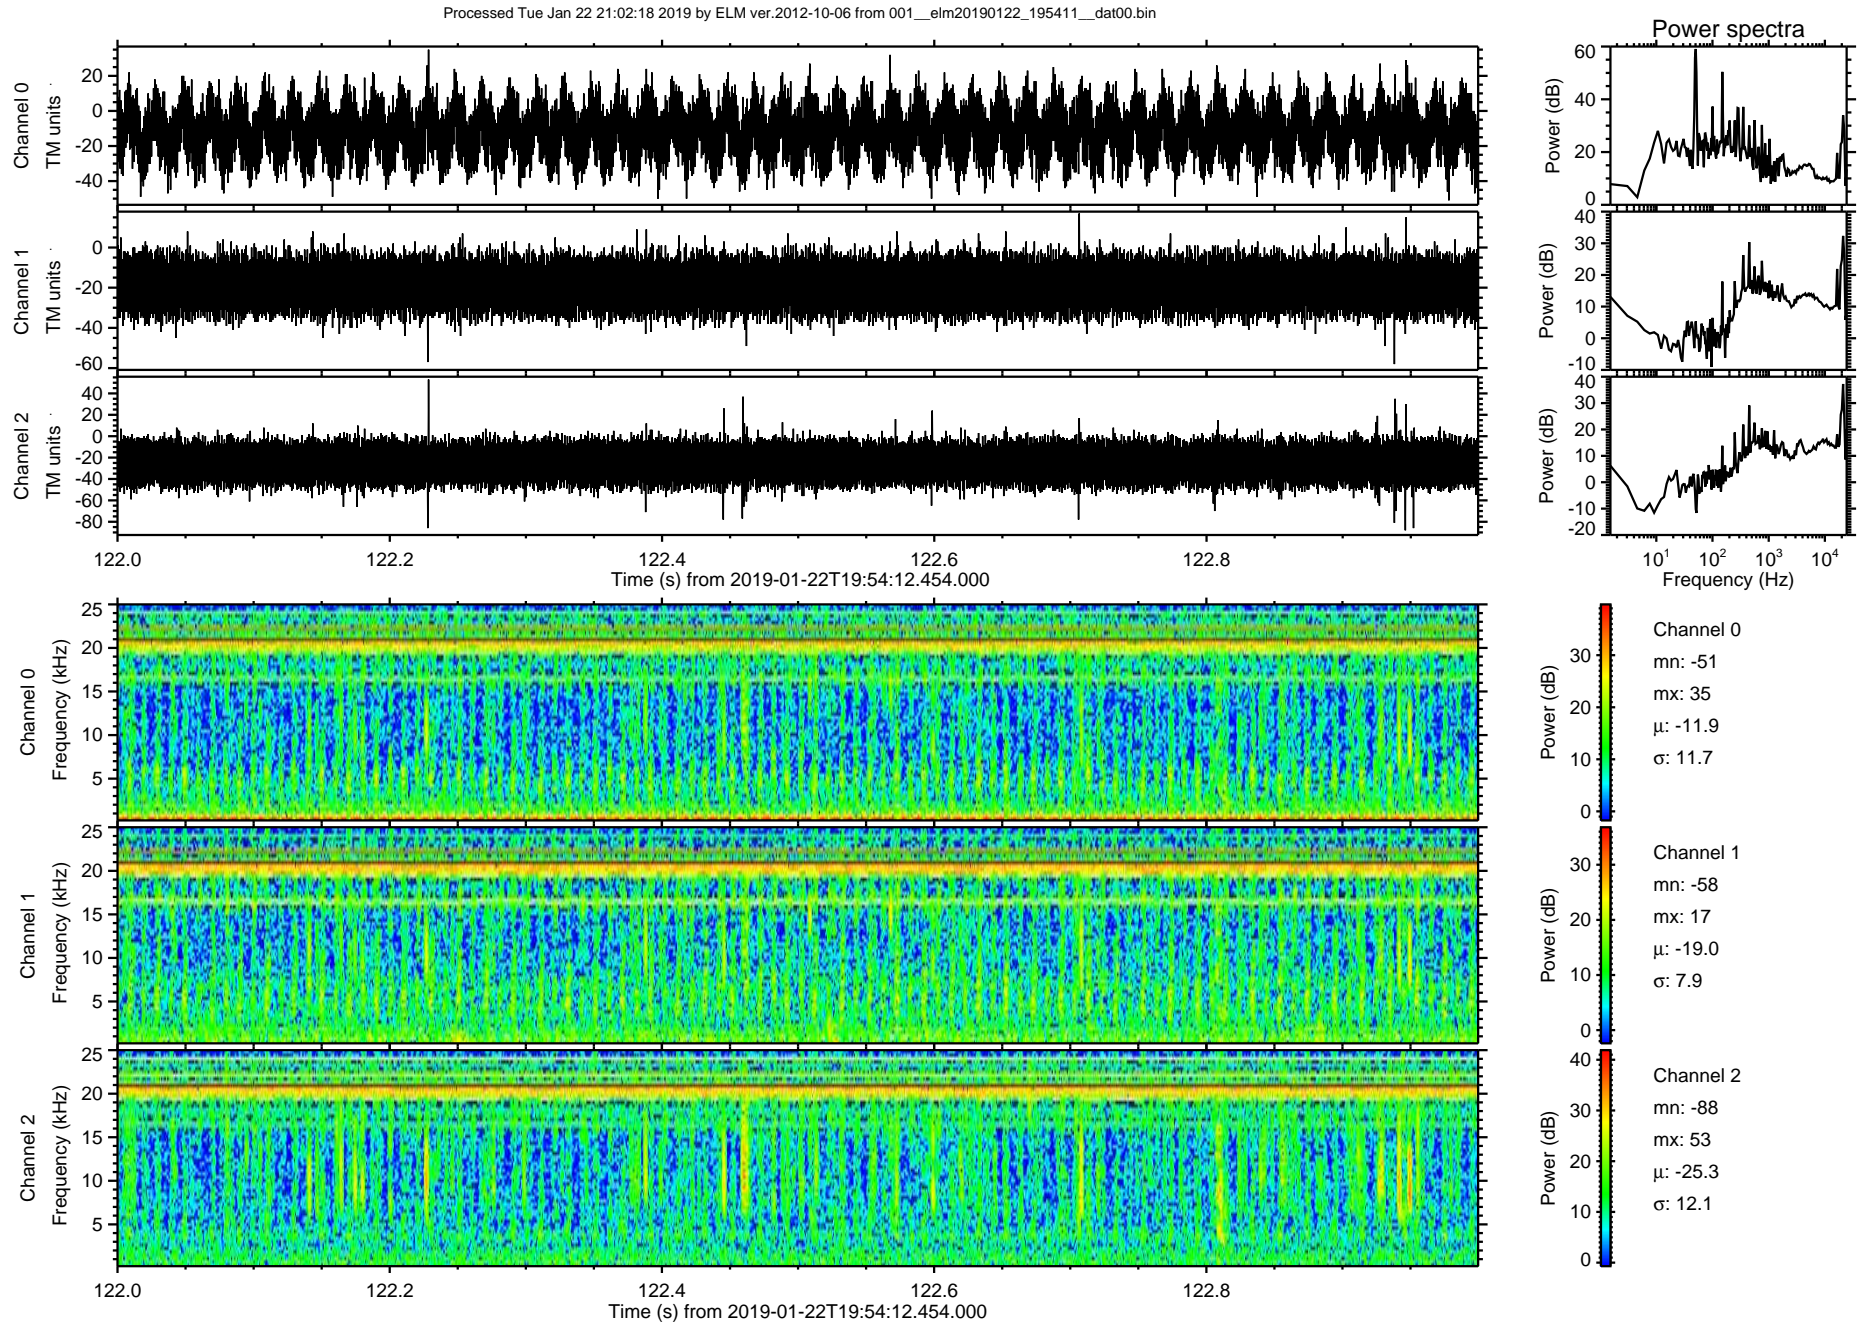 Processed Tue Jan 22 21:02:18 2019 by ELM ver.2012-10-06 from 001__elm20190122_195411__dat00.bin
Power spectra
Channel 0
TM units
20
0
-20
-40
Power (dB)
60
40
20
0
Channel 1
TM units
0
-20
-40
-60
Power (dB)
40
30
20
10
0
-10
Channel 2
TM units
40
20
0
-20
-40
-60
-80
Power (dB)
40
30
20
10
0
-10
-20
122.0 122.2 122.4 122.6 122.8
Time (s) from 2019-01-22T19:54:12.454.000
10¹ 10² 10³ 10⁴
Frequency (Hz)
Channel 0
Frequency (kHz)
25
20
15
10
5
Power (dB)
30
20
10
0
Channel 0
mn: -51
mx: 35
μ: -11.9
σ: 11.7
Channel 1
Frequency (kHz)
25
20
15
10
5
Power (dB)
30
20
10
0
Channel 1
mn: -58
mx: 17
μ: -19.0
σ: 7.9
Channel 2
Frequency (kHz)
25
20
15
10
5
Power (dB)
40
30
20
10
0
Channel 2
mn: -88
mx: 53
μ: -25.3
σ: 12.1
122.0 122.2 122.4 122.6 122.8
Time (s) from 2019-01-22T19:54:12.454.000